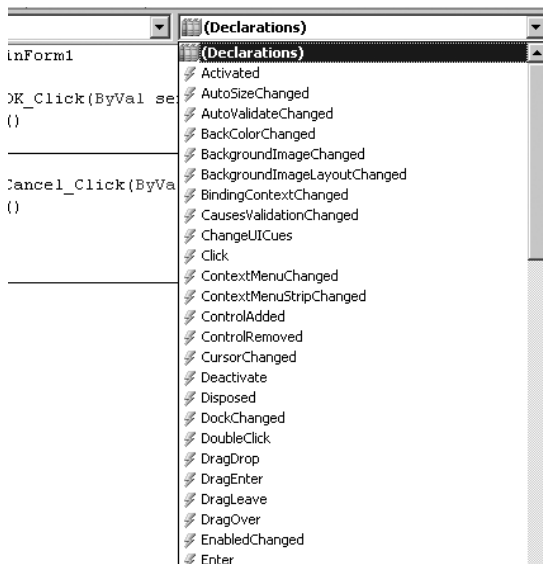 (Declarations)
inForm1
OK_Click(ByVal se
()
Cancel_Click(ByVa
()
(Declarations)
Activated
AutoSizeChanged
AutoValidateChanged
BackColorChanged
BackgroundImageChanged
BackgroundImageLayoutChanged
BindingContextChanged
CausesValidationChanged
ChangeUICues
Click
ContextMenuChanged
ContextMenuStripChanged
ControlAdded
ControlRemoved
CursorChanged
Deactivate
Disposed
DockChanged
DoubleClick
DragDrop
DragEnter
DragLeave
DragOver
EnabledChanged
Enter